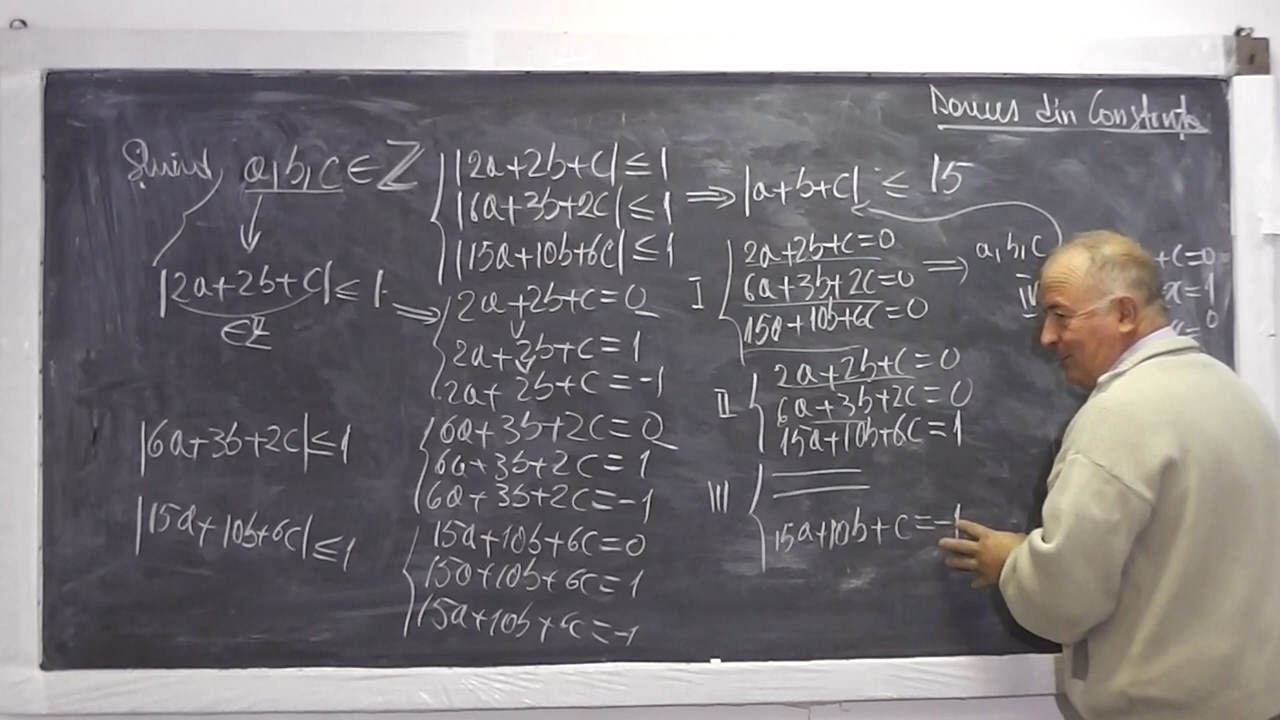 din Constanța
a,b,c ∈ ℤ
|2a+2b+c| ≤ 1
|6a+3b+2c| ≤ 1
|15a+10b+6c| ≤ 1
⇒ |a+b+c| ≤ 15
|2a+2b+c| ≤ 1
∈ℤ
⇒
2a+2b+c=0
2a+2b+c=1
2a+2b+c=-1
|6a+3b+2c| ≤ 1
6a+3b+2c=0
6a+3b+2c=1
6a+3b+2c=-1
|15a+10b+6c| ≤ 1
15a+10b+6c=0
15a+10b+6c=1
15a+10b+6c=-1
I
2a+2b+c=0
6a+3b+2c=0
15a+10b+6c=0
⇒ a,b,c
II
2a+2b+c=0
6a+3b+2c=0
15a+10b+6c=1
III
15a+10b+c=-1
IV
+c=0
=1
=0